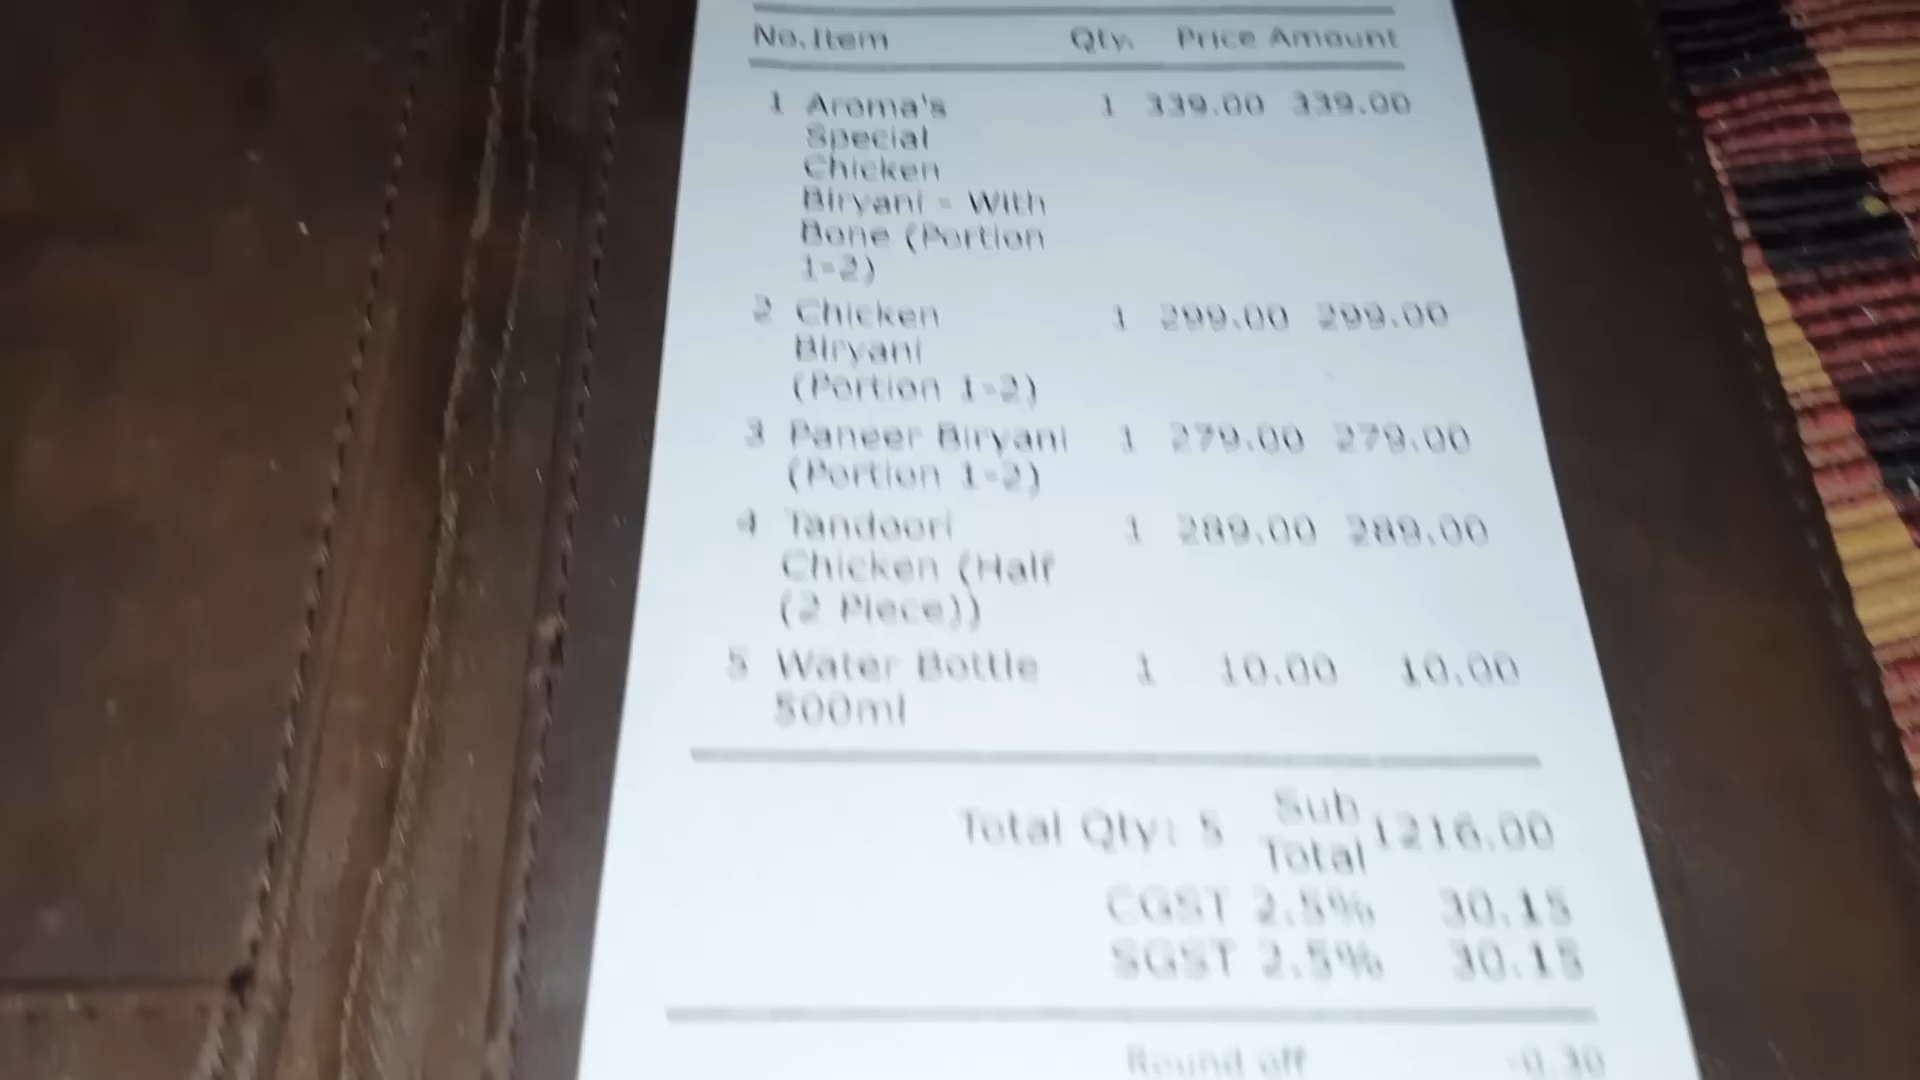 No.Item Qty. Price Amount
1 Aroma's 1 339.00 339.00
Special
Chicken
Biryani - With
Bone (Portion
1-2)
2 Chicken 1 299.00 299.00
Biryani
(Portion 1-2)
3 Paneer Biryani 1 279.00 279.00
(Portion 1-2)
4 Tandoori 1 289.00 289.00
Chicken (Half
(2 Piece))
5 Water Bottle 1 10.00 10.00
500ml
Total Qty: 5 Sub Total 1216.00
CGST 2.5% 30.15
SGST 2.5% 30.15
Round off -0.30